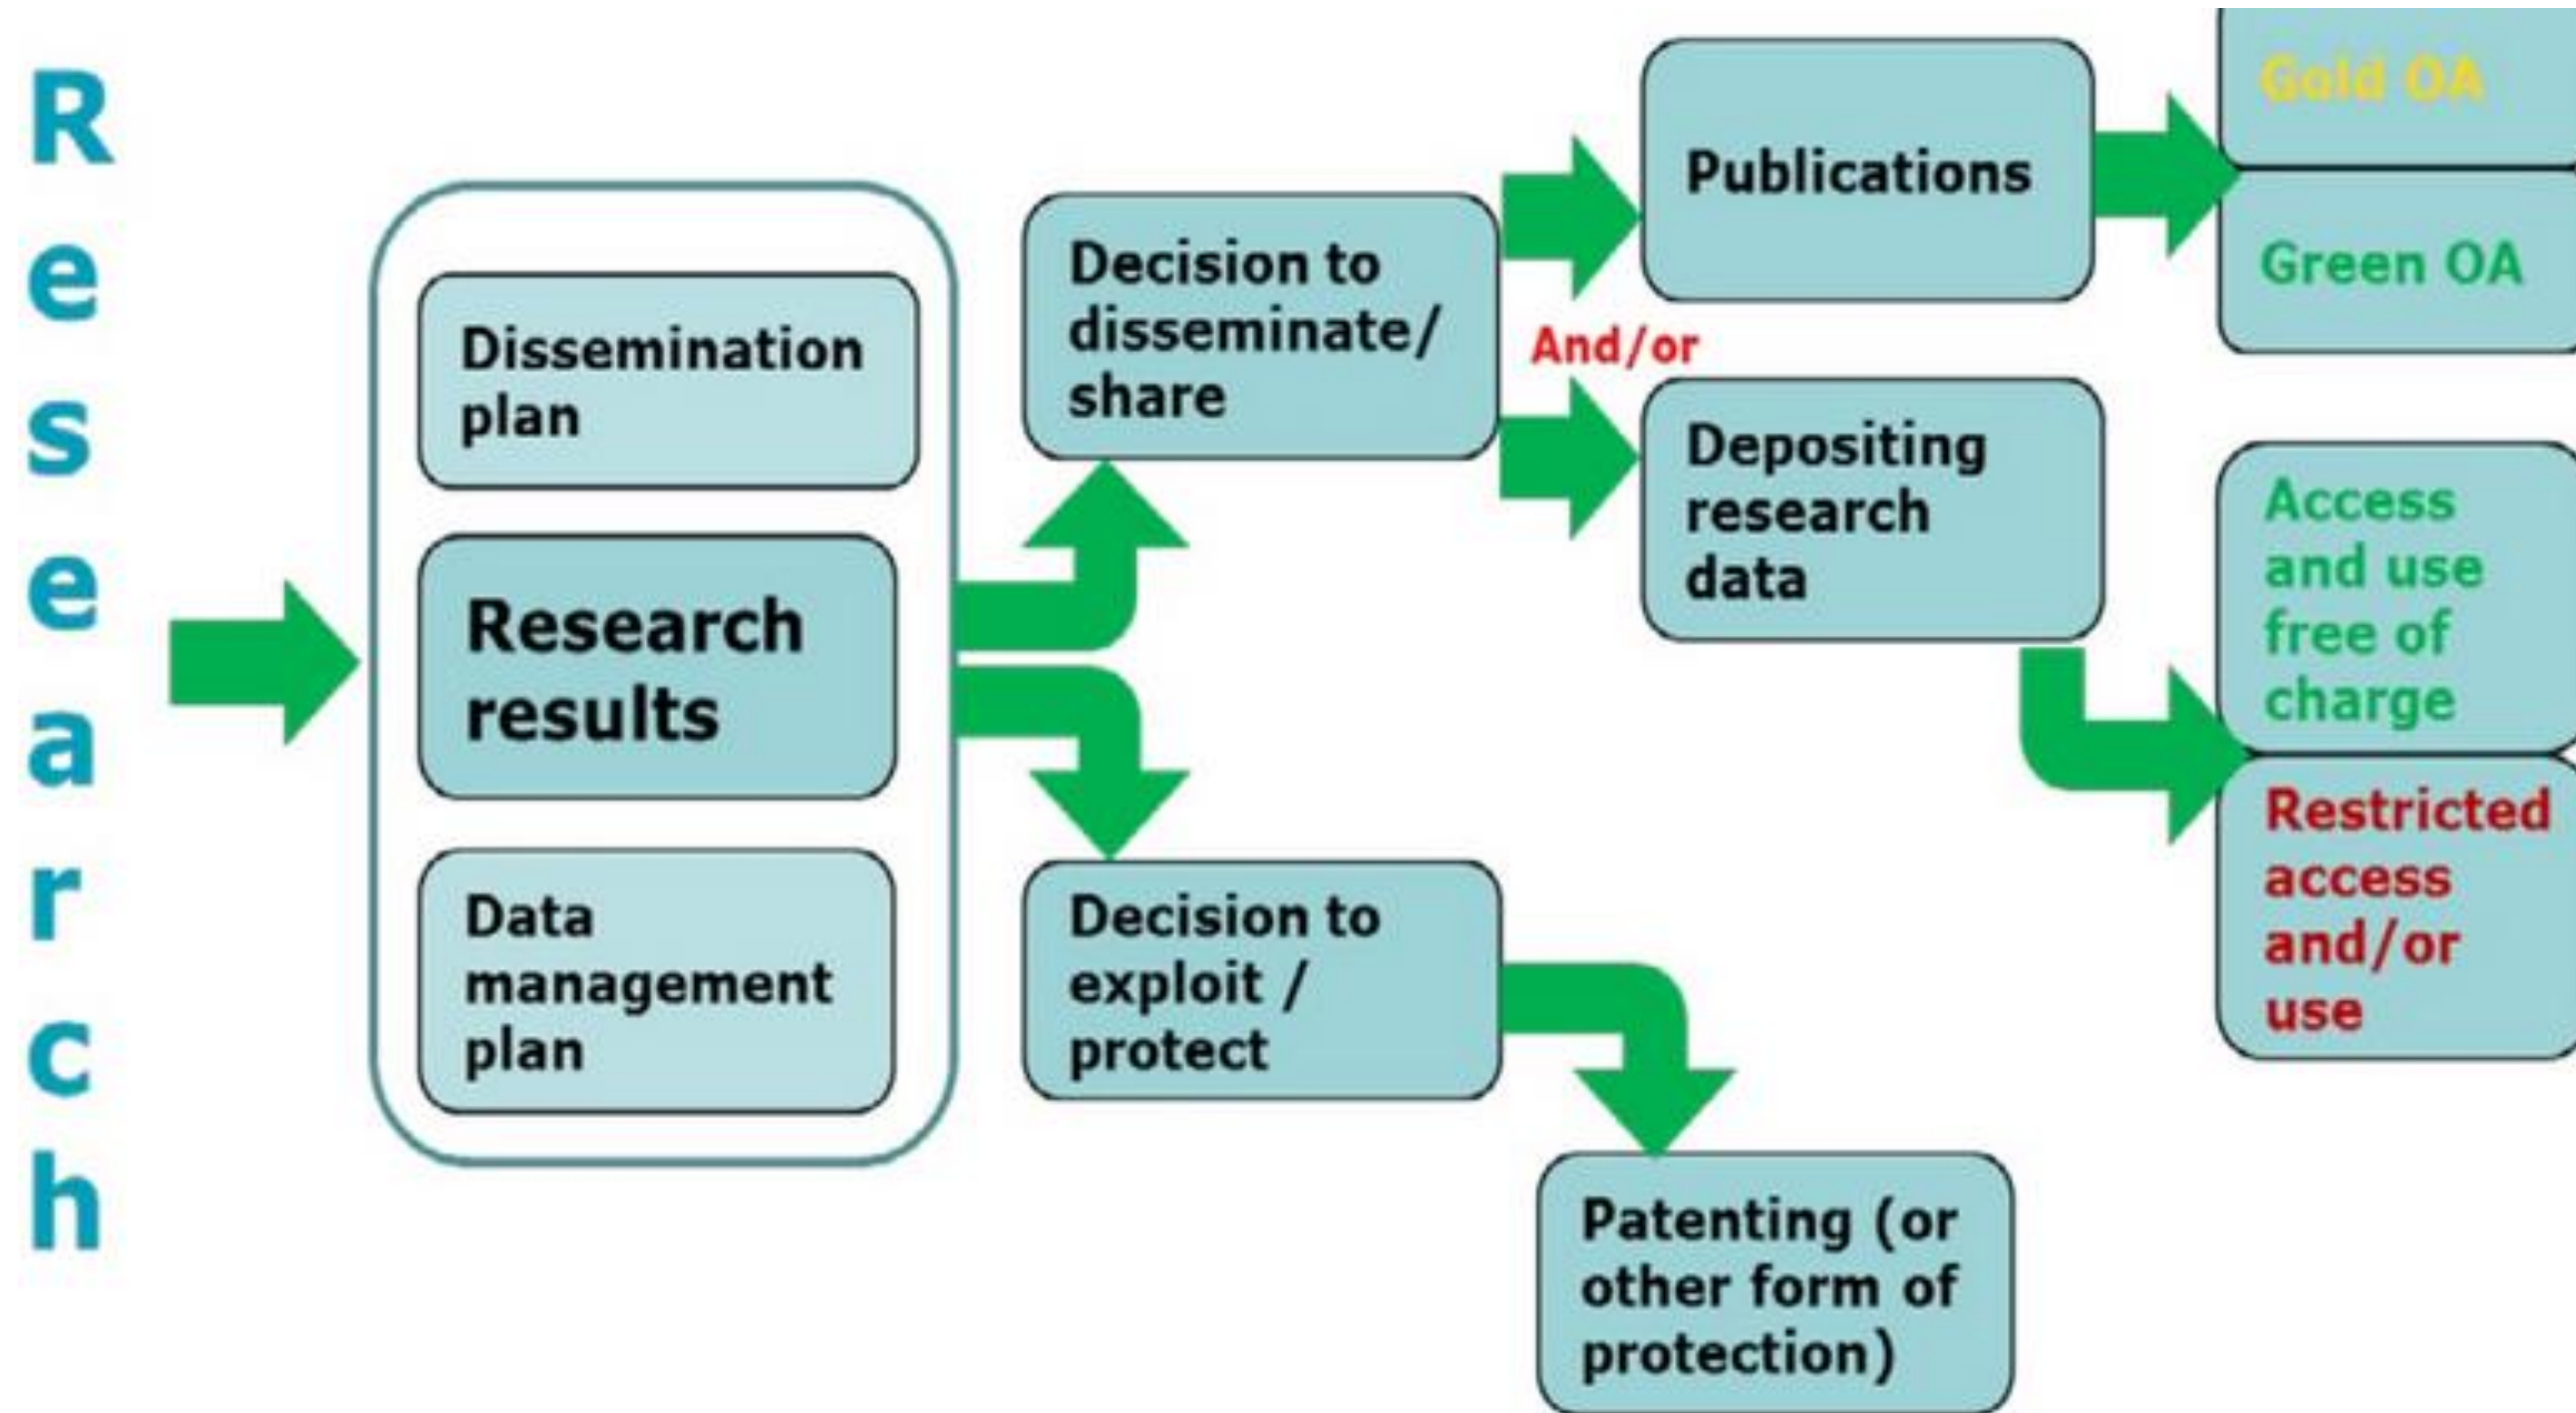 Research
Dissemination
plan
Research
results
Data
management
plan
Decision to
disseminate/
share
Decision to
exploit /
protect
And/or
Publications
Depositing
research
data
Patenting (or
other form of
protection)
Gold OA
Green OA
Access
and use
free of
charge
Restricted
access
and/or
use